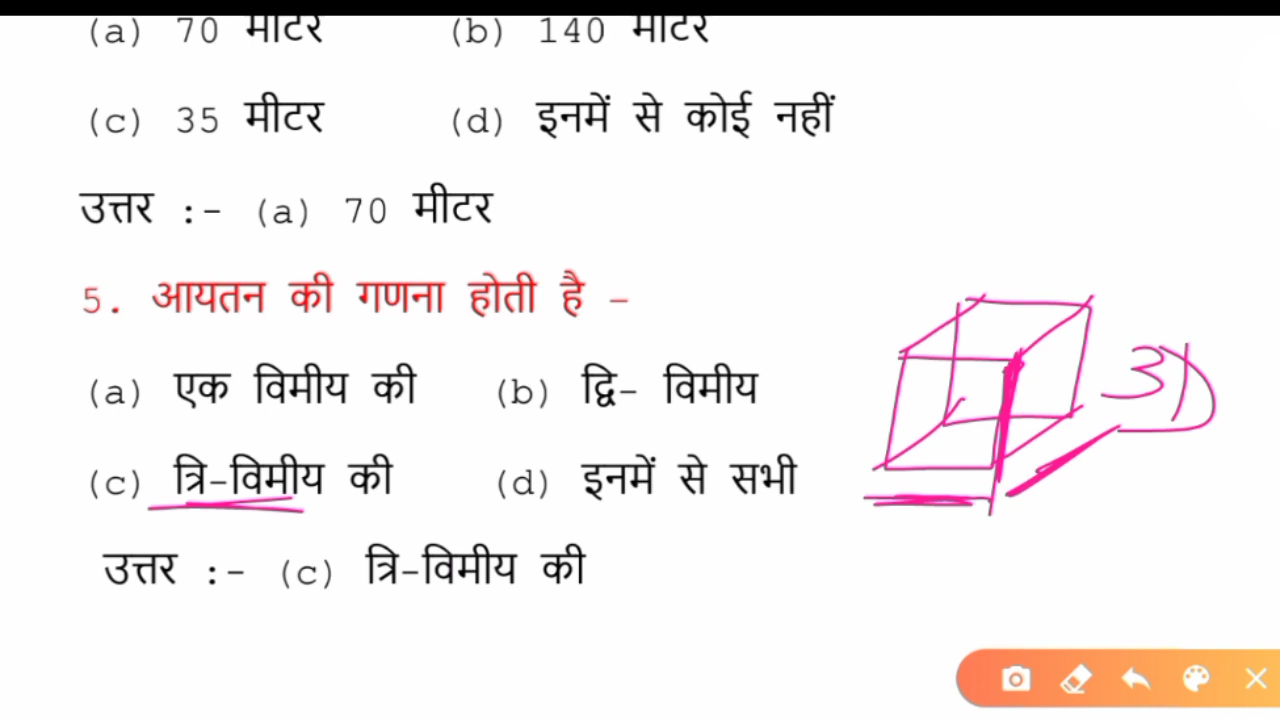 (a) 70 मीटर (b) 140 मीटर
(c) 35 मीटर (d) इनमें से कोई नहीं
उत्तर :- (a) 70 मीटर
5. आयतन की गणना होती है -
(a) एक विमीय की (b) द्वि- विमीय
(c) त्रि-विमीय की (d) इनमें से सभी
3D
उत्तर :- (c) त्रि-विमीय की